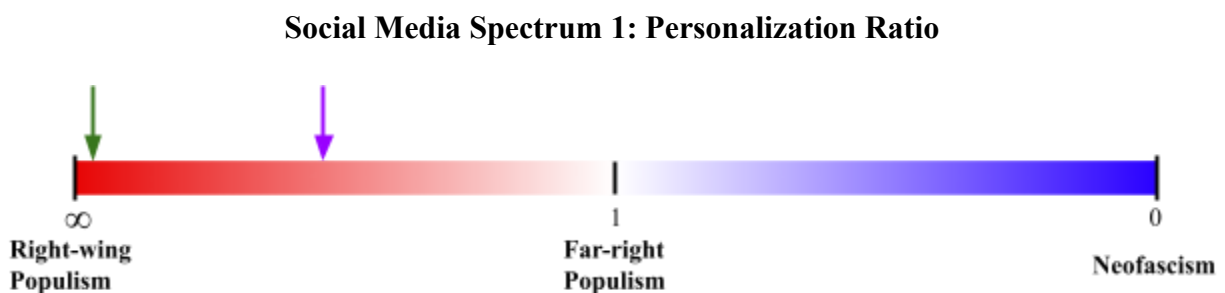 Social Media Spectrum 1: Personalization Ratio
∞ 1 0
Right-wing Populism
Far-right Populism
Neofascism